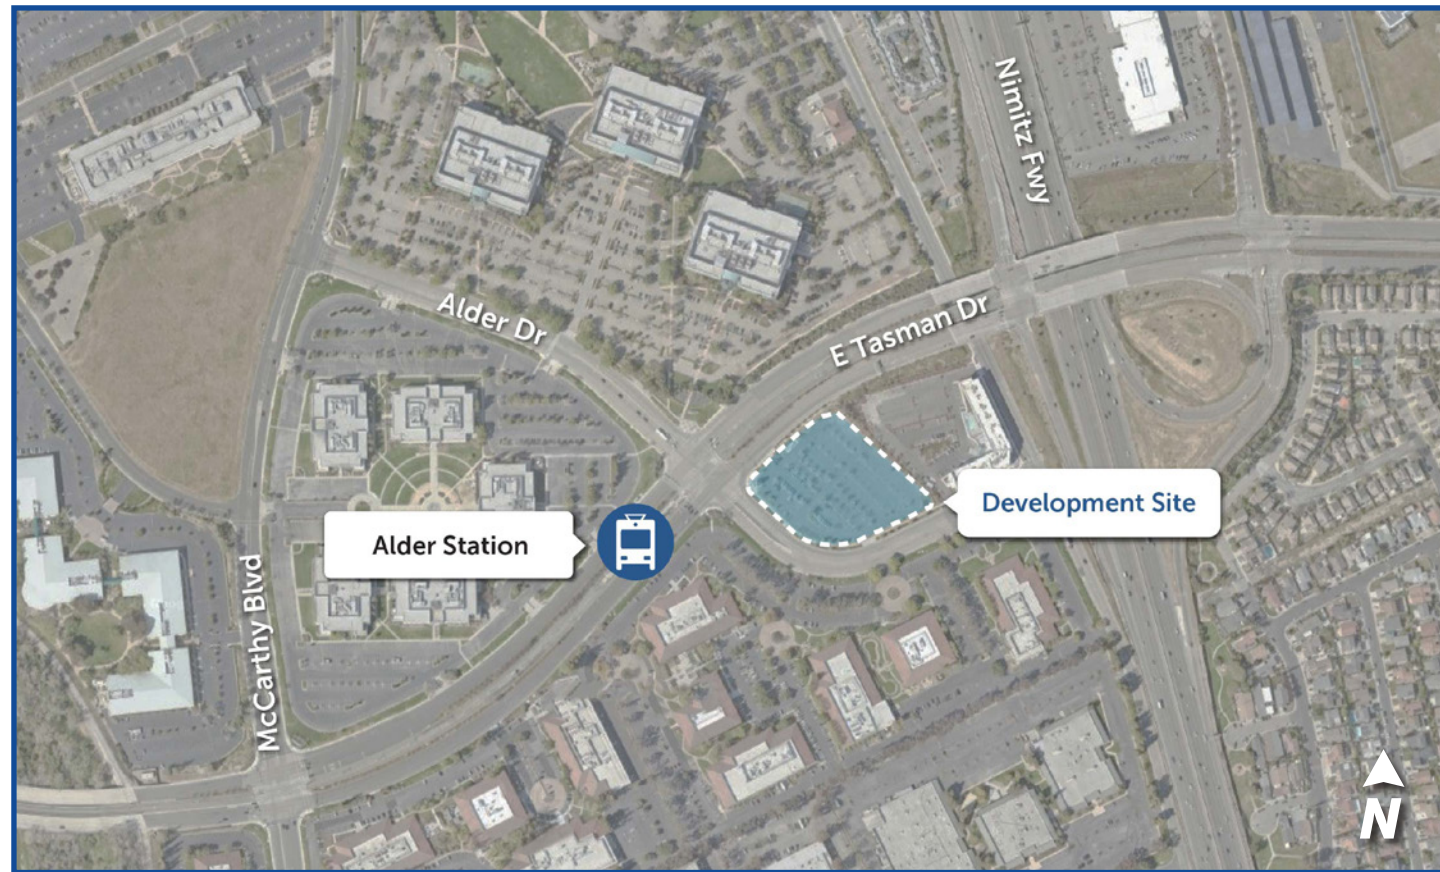 Nimitz Fwy
Alder Dr
E Tasman Dr
Development Site
Alder Station
McCarthy Blvd
N